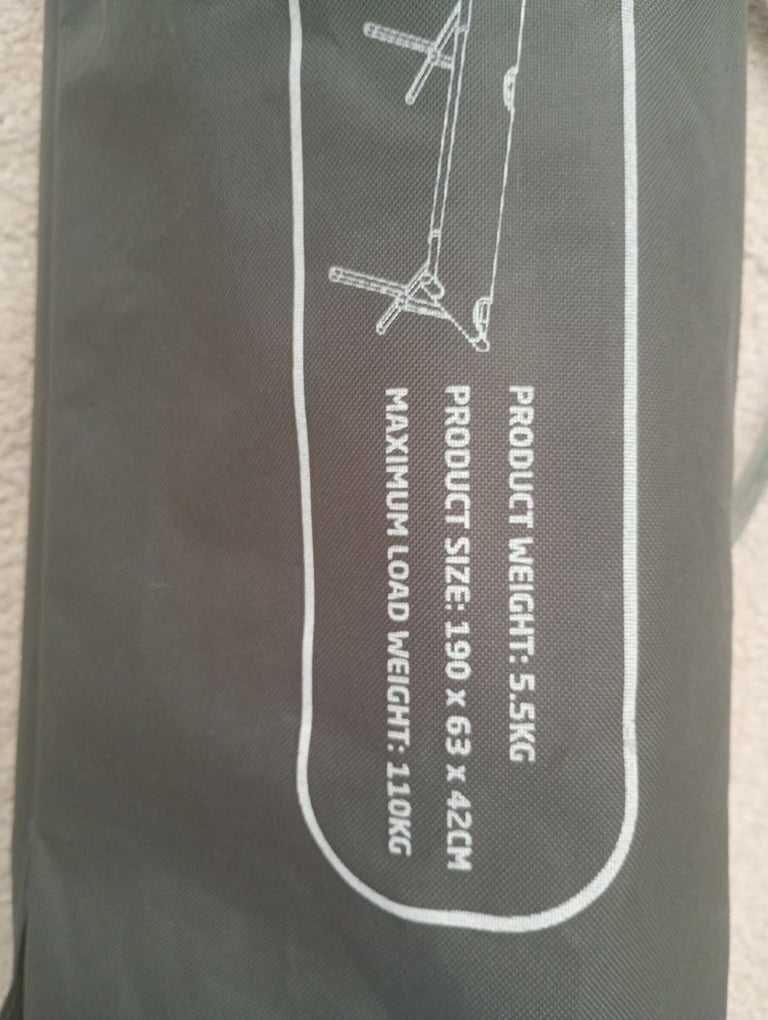 PRODUCT WEIGHT: 5.5KG
PRODUCT SIZE: 190 x 63 x 42CM
MAXIMUM LOAD WEIGHT: 110KG